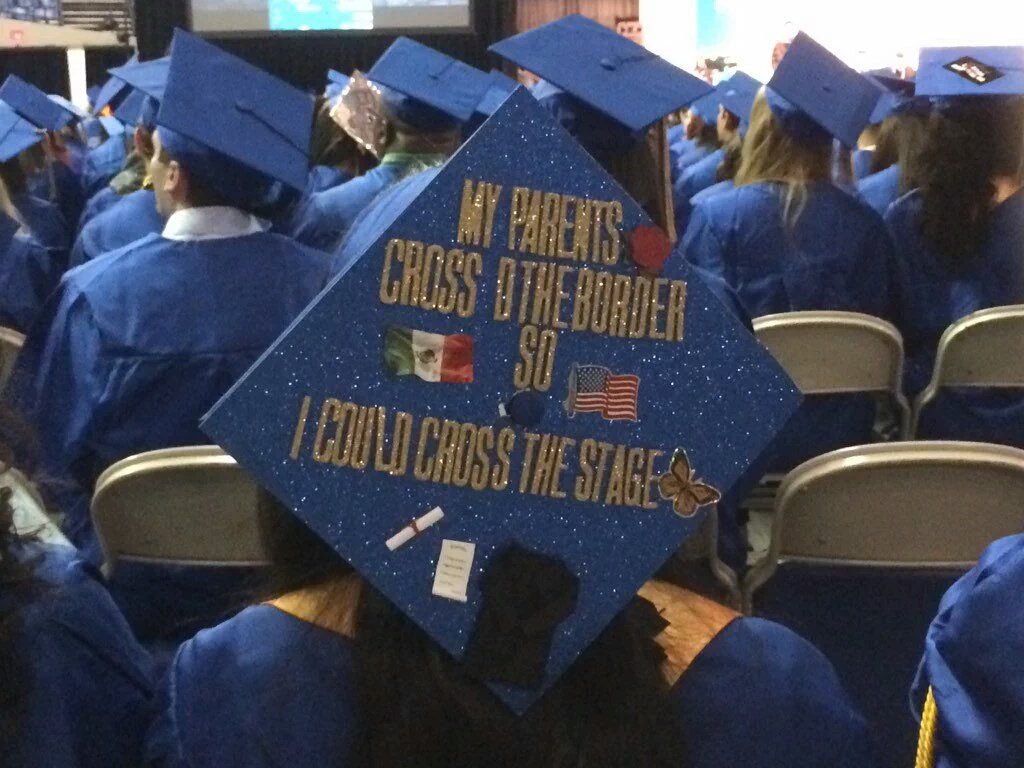 MY PARENTS
CROSS D THE BORDER
SO
I COULD CROSS THE STAGE